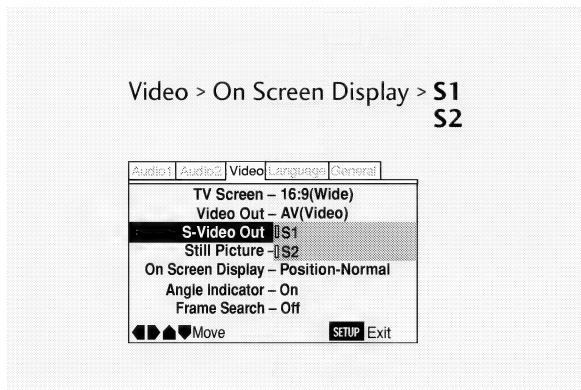 Video > On Screen Display > S1
S2
Audio1 Audio2 Video Language General
TV Screen – 16:9(Wide)
Video Out – AV(Video)
S-Video Out S1
Still Picture - S2
On Screen Display – Position-Normal
Angle Indicator – On
Frame Search – Off
Move SETUP Exit